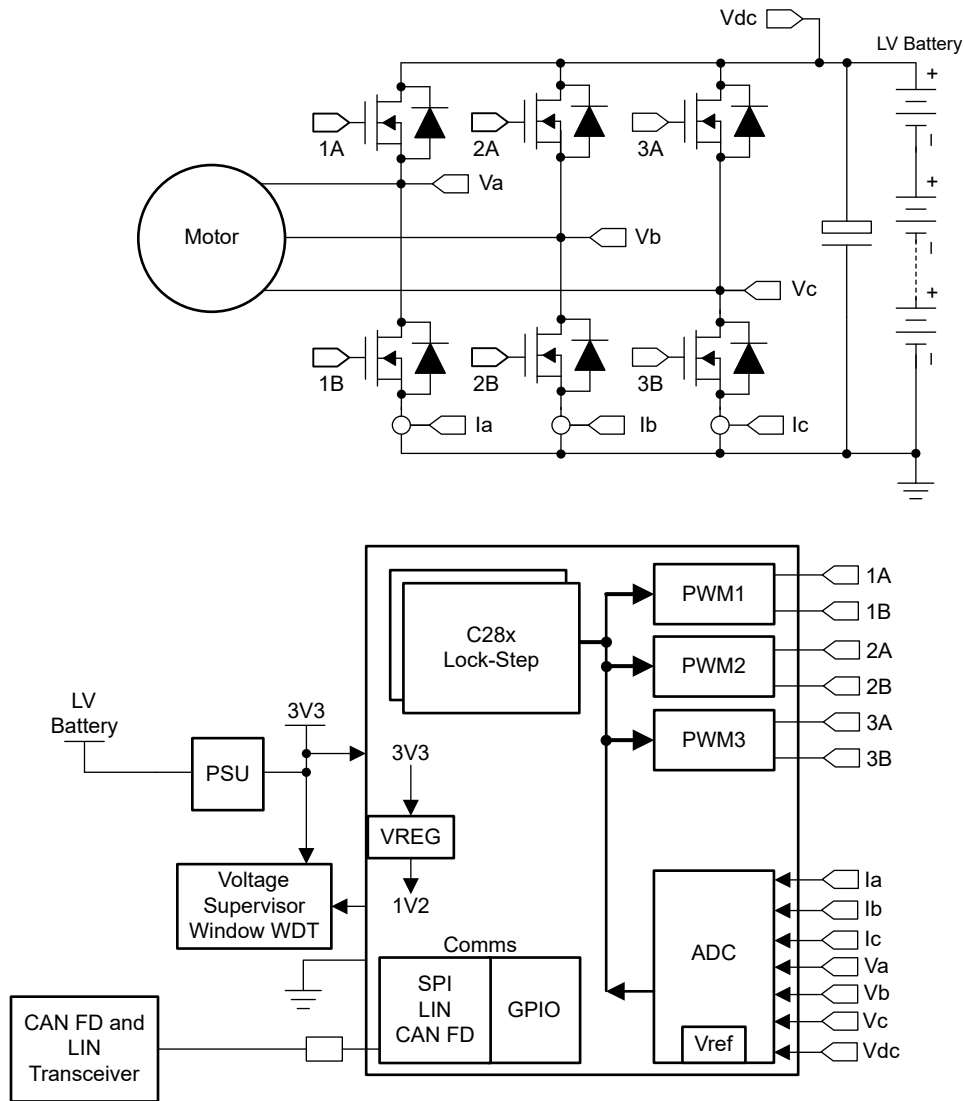 Vdc
LV Battery
+
1A
2A
3A
–
Va
+
Motor
Vb
–
Vc
+
1B
2B
3B
–
Ia
Ib
Ic
C28x
Lock-Step
PWM1
1A
1B
PWM2
2A
2B
PWM3
3A
3B
LV
Battery
3V3
PSU
3V3
VREG
1V2
Voltage
Supervisor
Window WDT
Comms
SPI
LIN
CAN FD
GPIO
CAN FD and
LIN
Transceiver
ADC
Vref
Ia
Ib
Ic
Va
Vb
Vc
Vdc